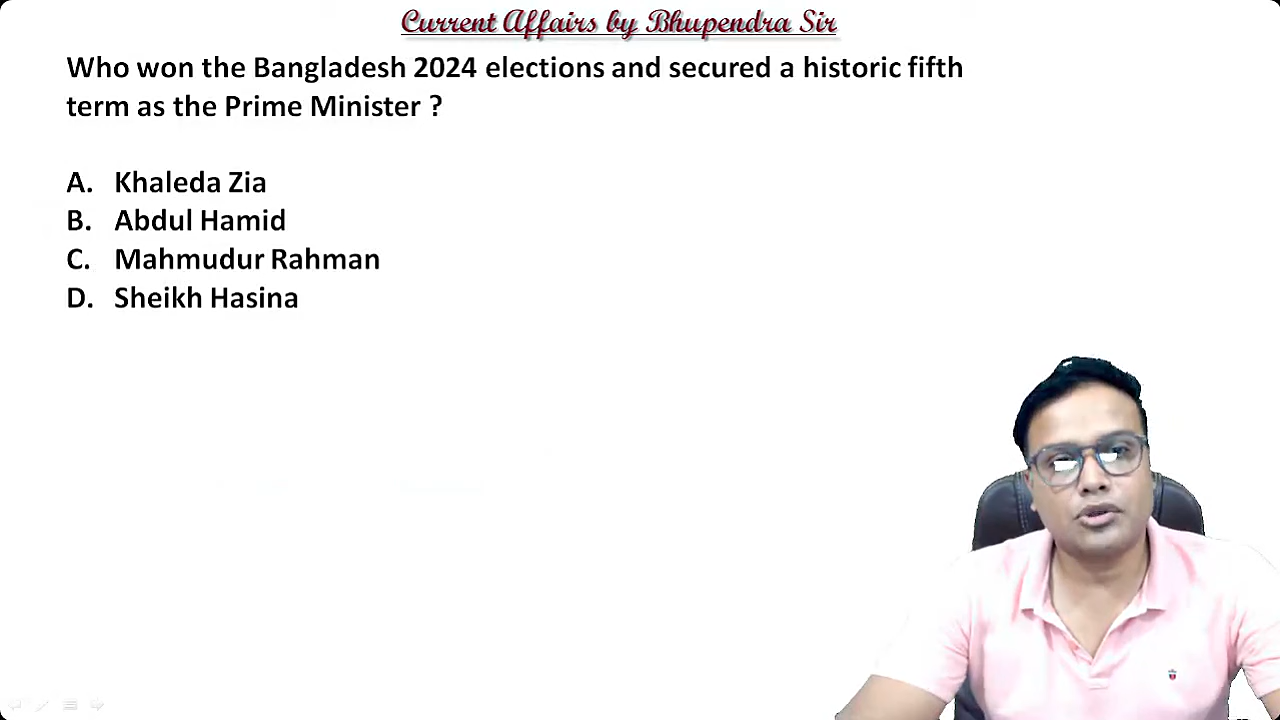 Current Affairs by Bhupendra Sir
Who won the Bangladesh 2024 elections and secured a historic fifth
term as the Prime Minister ?
A. Khaleda Zia
B. Abdul Hamid
C. Mahmudur Rahman
D. Sheikh Hasina